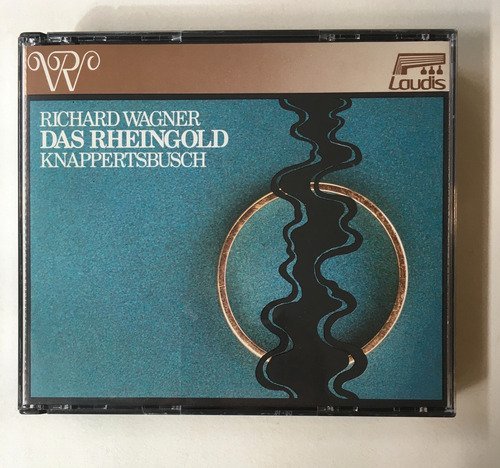 Laudis
RICHARD WAGNER
DAS RHEINGOLD
KNAPPERTSBUSCH